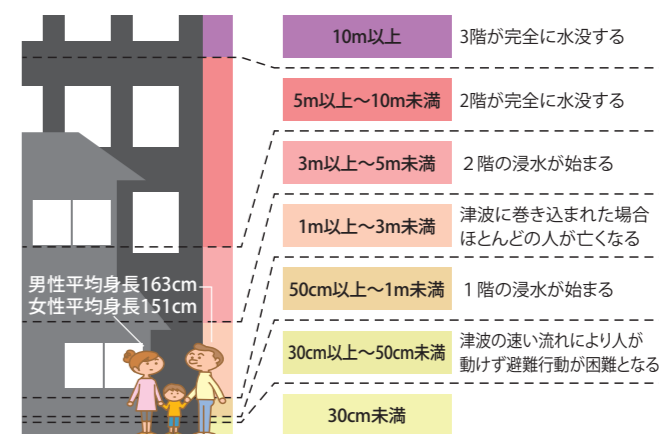 10m以上 3階が完全に水没する
5m以上～10m未満 2階が完全に水没する
3m以上～5m未満 ２階の浸水が始まる
1m以上～3m未満 津波に巻き込まれた場合
ほとんどの人が亡くなる
男性平均身長163cm
女性平均身長151cm
50cm以上～1m未満 １階の浸水が始まる
30cm以上～50cm未満 津波の速い流れにより人が
動けず避難行動が困難となる
30cm未満